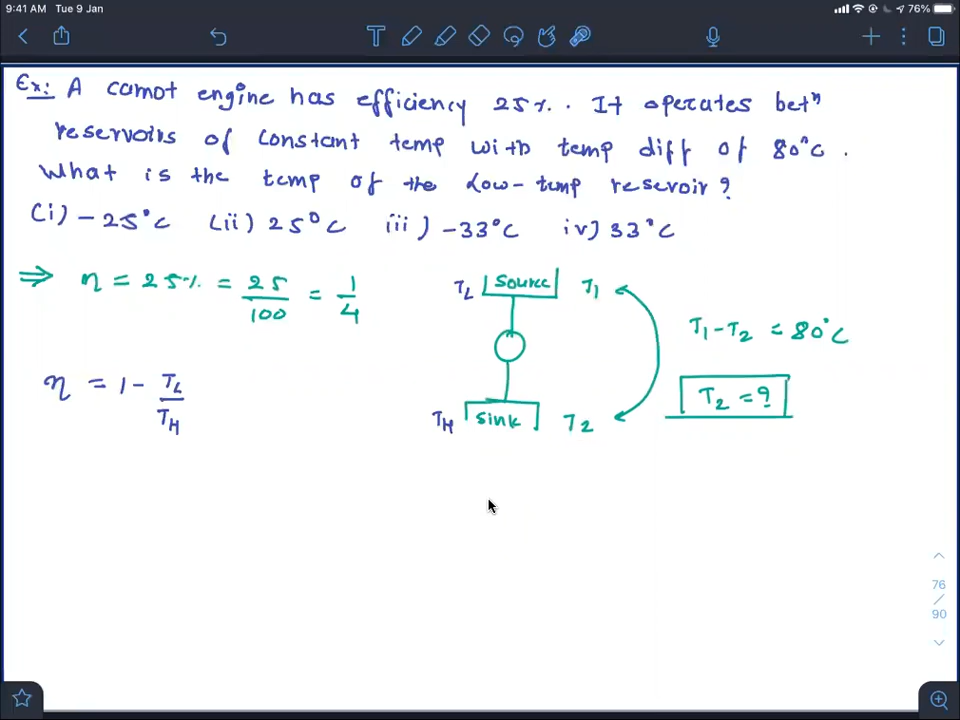 9:41 AM Tue 9 Jan
76%
Ex: A carnot engine has efficiency 25%. It operates betⁿ
reservoirs of constant temp with temp diff of 80°C.
What is the temp of the Low-temp reservoir?
(i) -25°C (ii) 25°C iii) -33°C iv) 33°C
⇒ η = 25% = 25/100 = 1/4
TL Source T1
T1-T2 = 80°C
η = 1 - TL/TH
T2 = ?
TH Sink T2
76
/
90